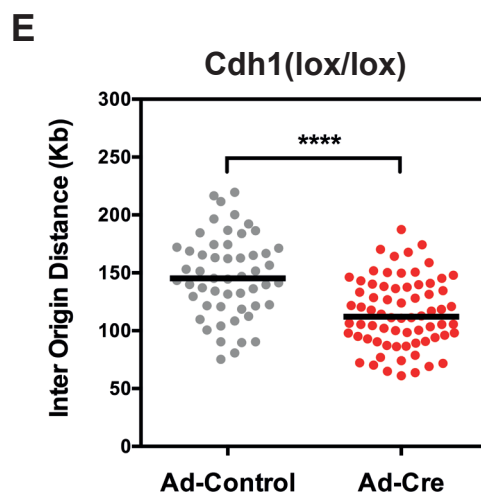 E
Cdh1(lox/lox)
Inter Origin Distance (Kb)
300
250
200
150
100
50
0
****
Ad-Control
Ad-Cre